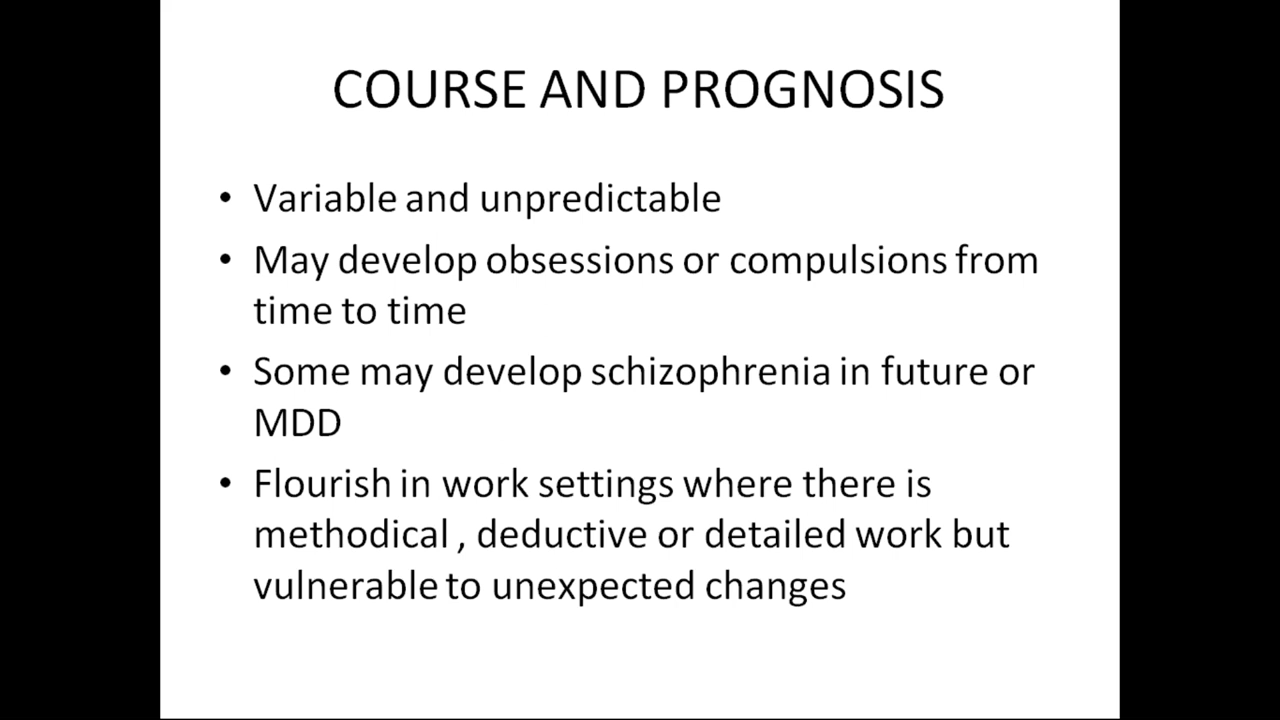 COURSE AND PROGNOSIS
• Variable and unpredictable
• May develop obsessions or compulsions from
time to time
• Some may develop schizophrenia in future or
MDD
• Flourish in work settings where there is
methodical , deductive or detailed work but
vulnerable to unexpected changes